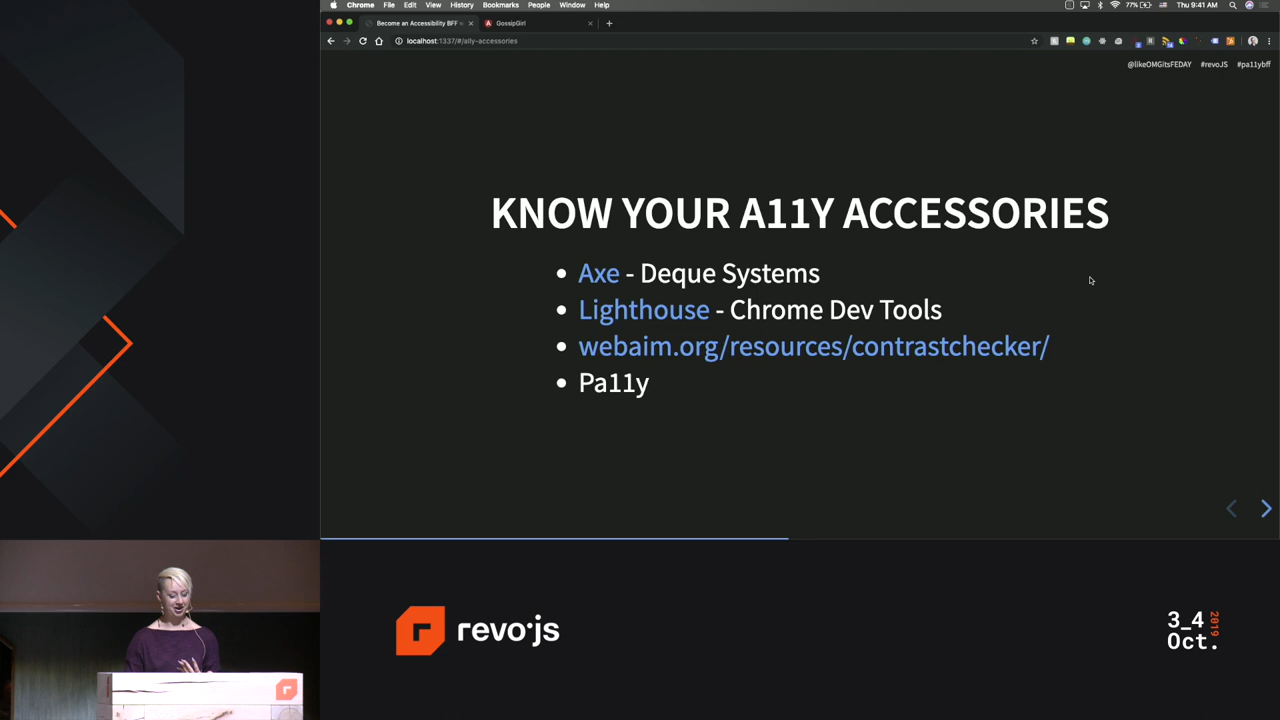 Chrome File Edit View History Bookmarks People Window Help 77% Thu 9:41 AM
Become an Accessibility BFF GossipGirl
localhost:1337/#/ally-accessories
@likeOMGitsFEDAY #revoJS #pa11ybff
KNOW YOUR A11Y ACCESSORIES
Axe - Deque Systems
Lighthouse - Chrome Dev Tools
webaim.org/resources/contrastchecker/
Pa11y
r revo.js
3_4 2019
Oct.
r